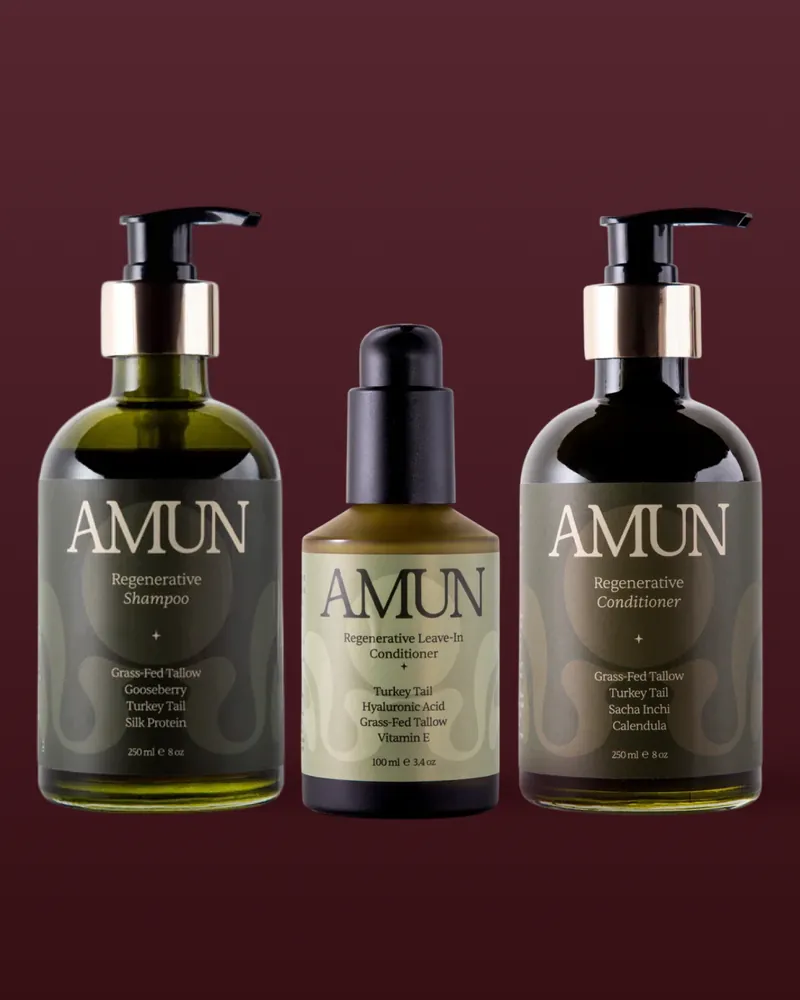 AMUN
Regenerative
Shampoo
Grass-Fed Tallow
Gooseberry
Turkey Tail
Silk Protein
250 ml ℮ 8 oz
AMUN
Regenerative Leave-In
Conditioner
Turkey Tail
Hyaluronic Acid
Grass-Fed Tallow
Vitamin E
100 ml ℮ 3.4 oz
AMUN
Regenerative
Conditioner
Grass-Fed Tallow
Turkey Tail
Sacha Inchi
Calendula
250 ml ℮ 8 oz